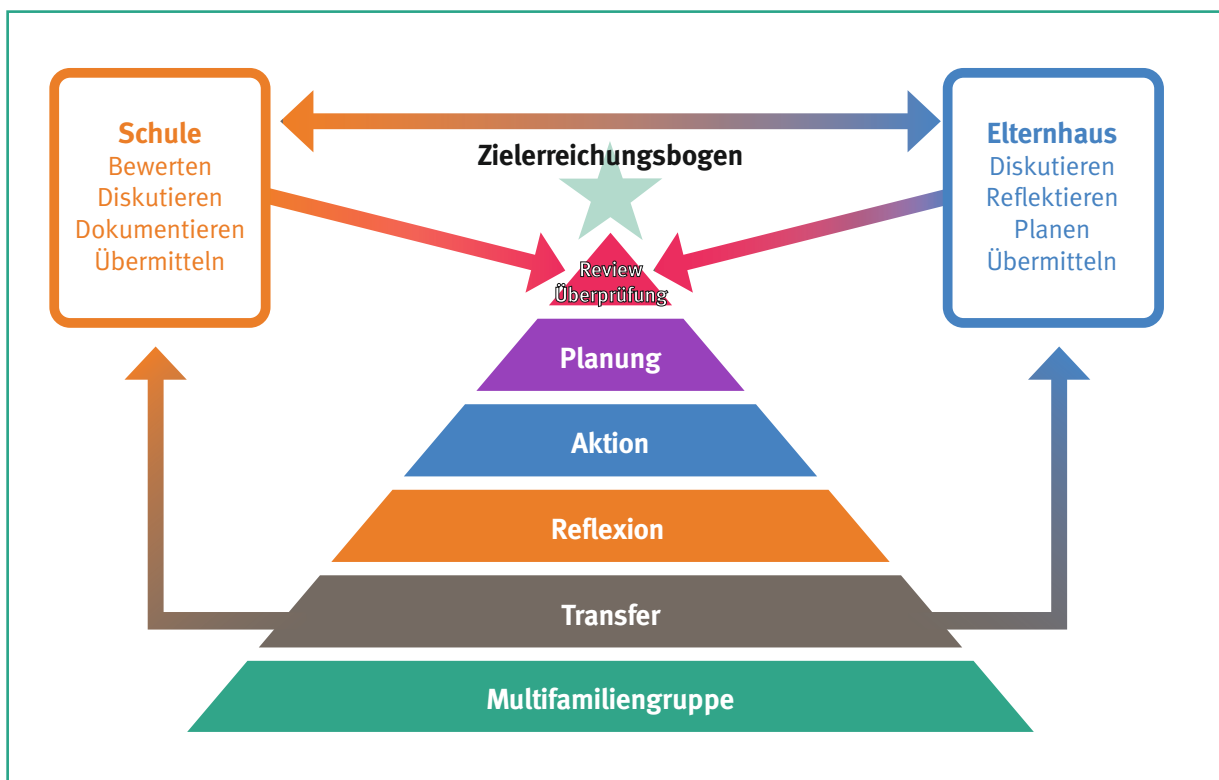 Schule
Bewerten
Diskutieren
Dokumentieren
Übermitteln
Zielerreichungsbogen
Elternhaus
Diskutieren
Reflektieren
Planen
Übermitteln
Review
Überprüfung
Planung
Aktion
Reflexion
Transfer
Multifamiliengruppe